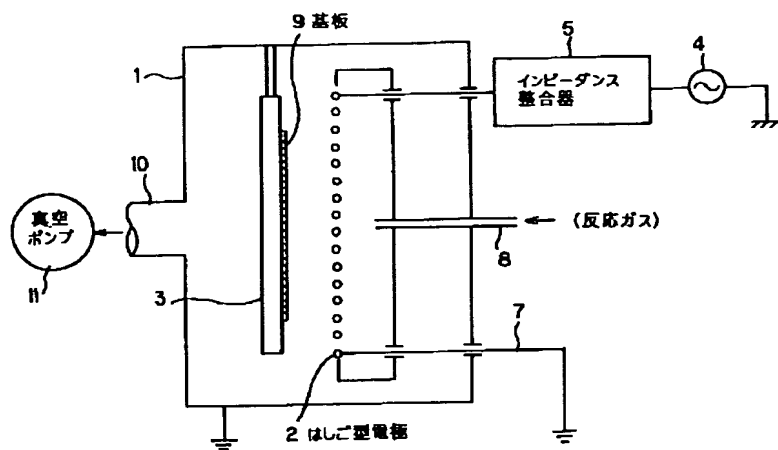 9 基板
5
4
1
インピーダンス
整合器
10
真空
ポンプ
(反応ガス)
8
11
3
7
2 はしご型電極